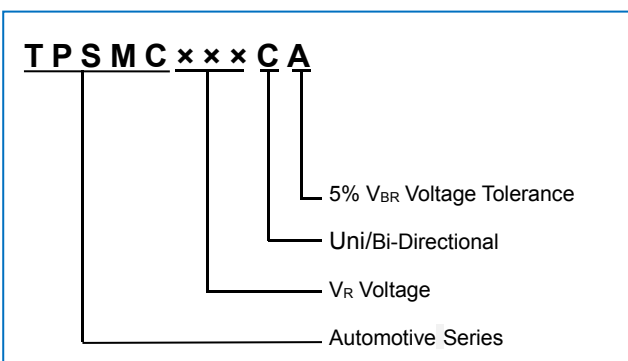 TPSMC×××CA
5% VBR Voltage Tolerance
Uni/Bi-Directional
VR Voltage
Automotive Series